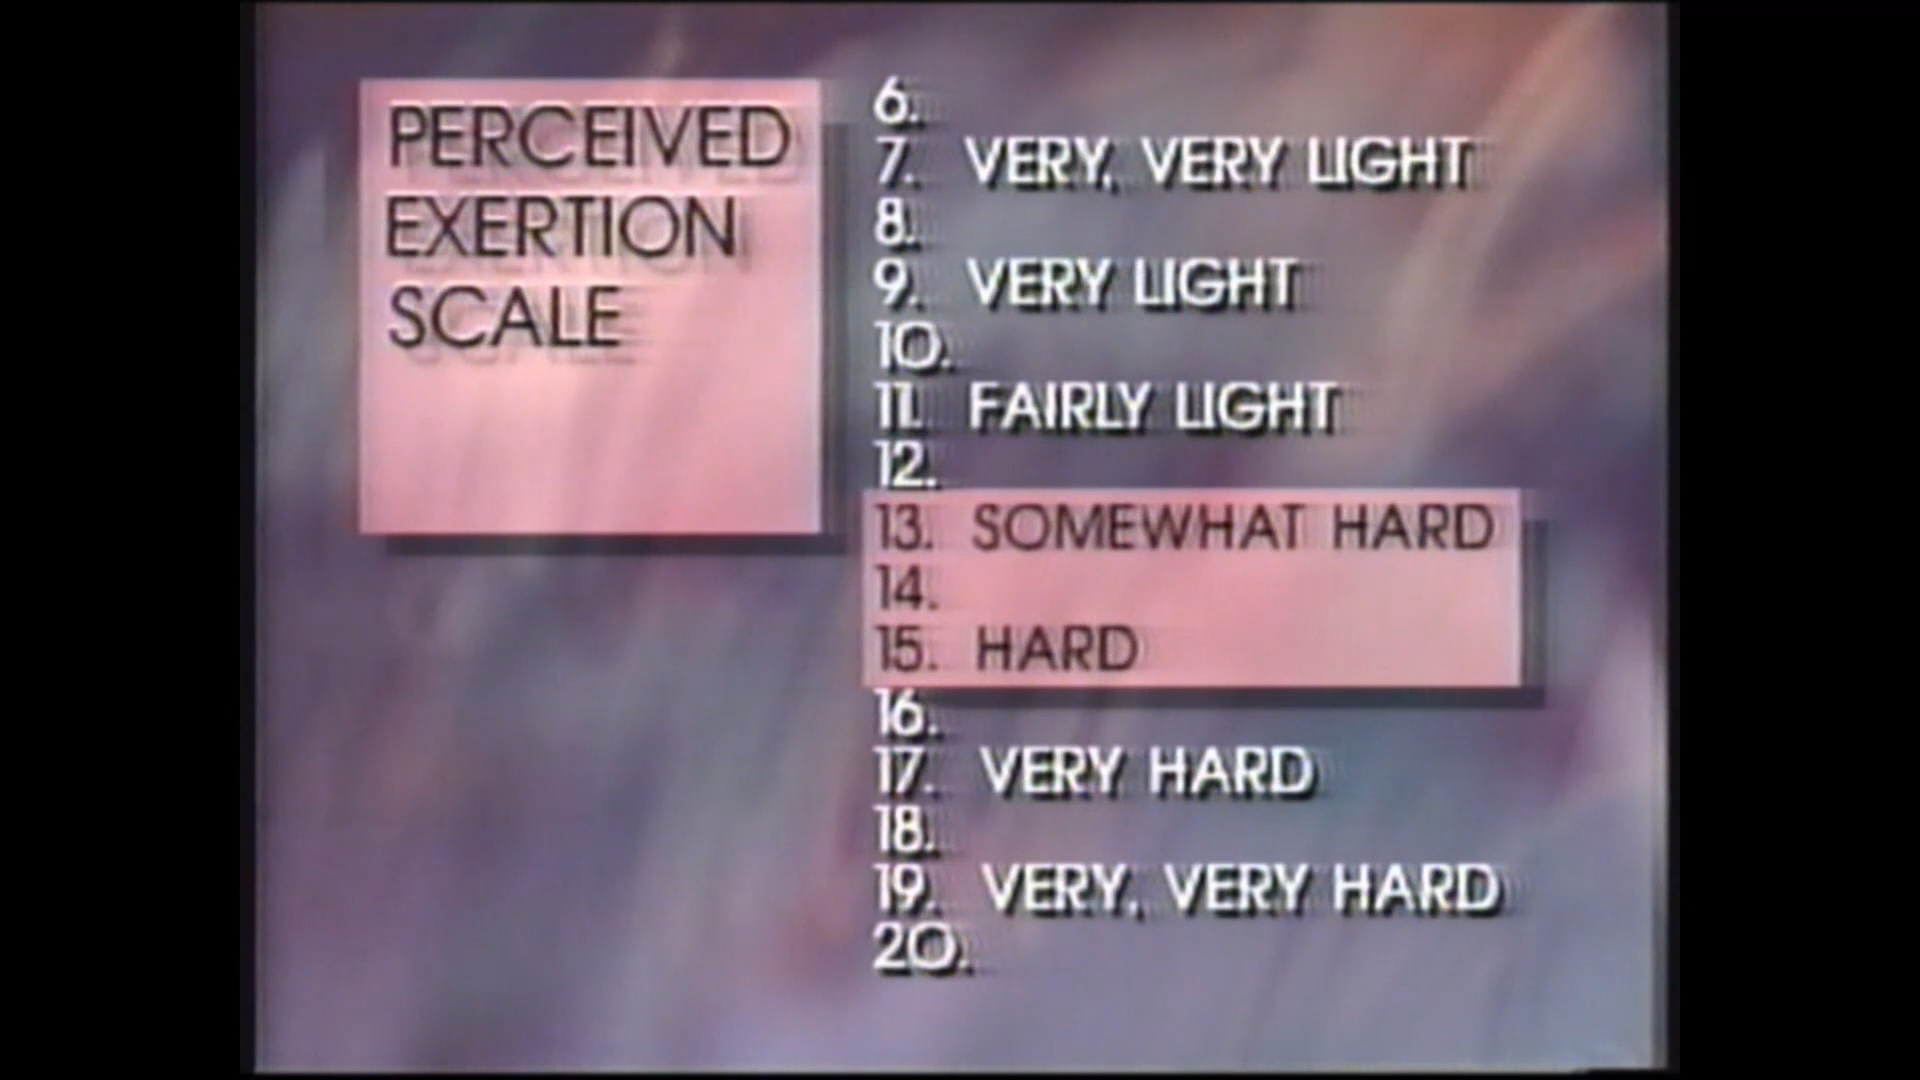 PERCEIVED
EXERTION
SCALE
6.
7. VERY, VERY LIGHT
8.
9. VERY LIGHT
10.
11. FAIRLY LIGHT
12.
13. SOMEWHAT HARD
14.
15. HARD
16.
17. VERY HARD
18.
19. VERY, VERY HARD
20.